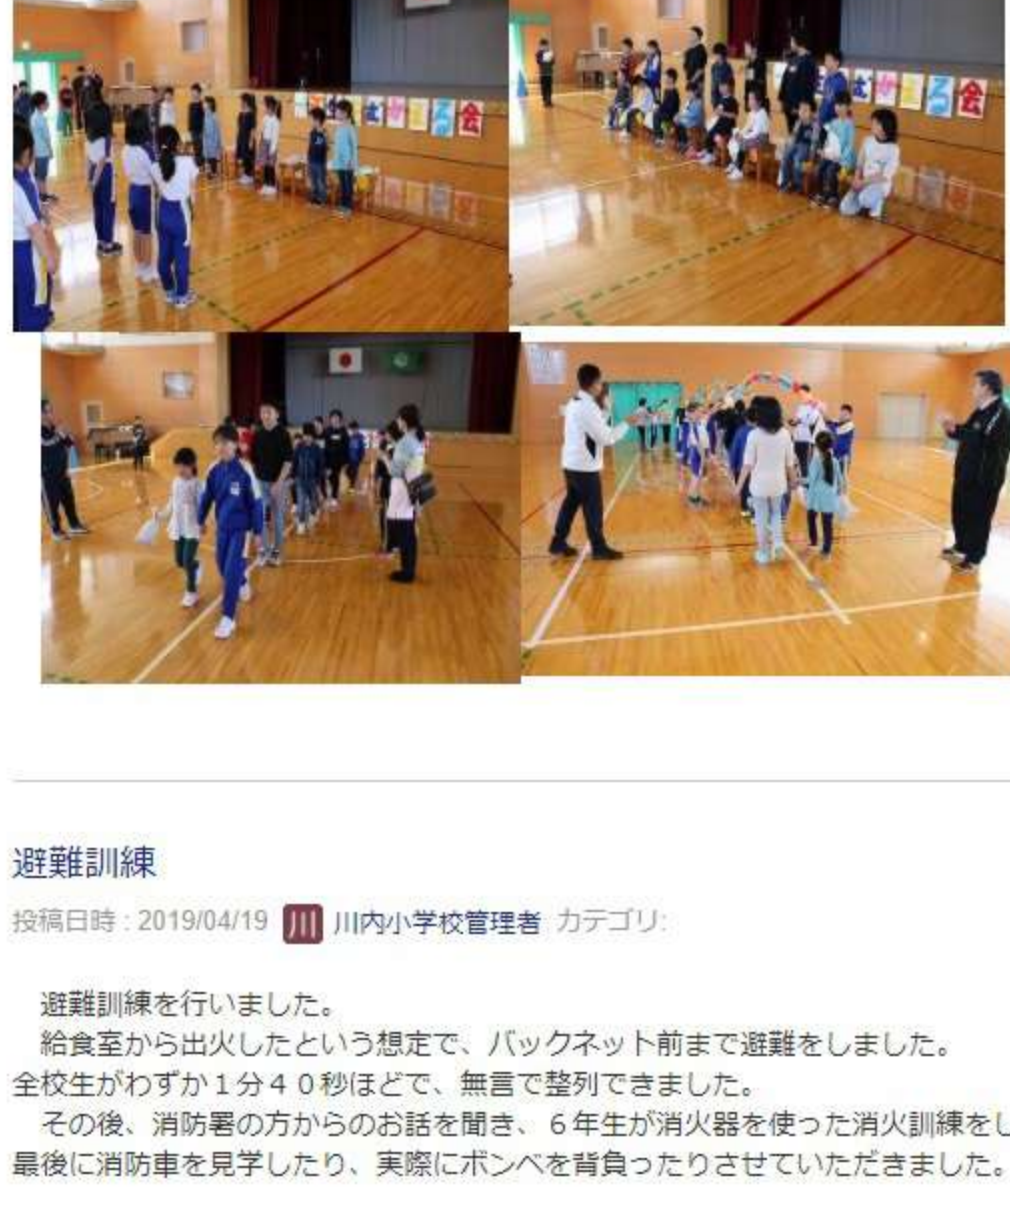 る会
る会
避難訓練
投稿日時 : 2019/04/19 川 川内小学校管理者 カテゴリ:
避難訓練を行いました。
給食室から出火したという想定で、バックネット前まで避難をしました。
全校生がわずか１分４０秒ほどで、無言で整列できました。
その後、消防署の方からのお話を聞き、６年生が消火器を使った消火訓練をし
最後に消防車を見学したり、実際にボンベを背負ったりさせていただきました。